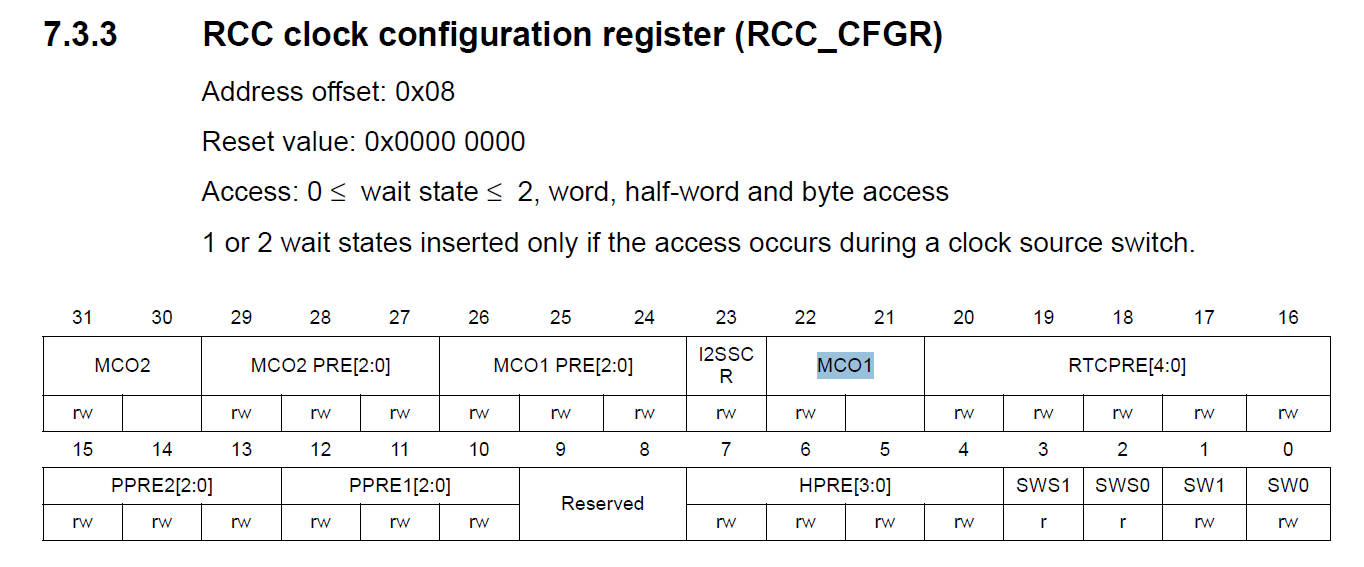 7.3.3 RCC clock configuration register (RCC_CFGR)
Address offset: 0x08
Reset value: 0x0000 0000
Access: 0 ≤ wait state ≤ 2, word, half-word and byte access
1 or 2 wait states inserted only if the access occurs during a clock source switch.
31 30 29 28 27 26 25 24 23 22 21 20 19 18 17 16
MCO2 MCO2 PRE[2:0] MCO1 PRE[2:0] I2SSC MCO1 RTCPRE[4:0]
R
rw rw rw rw rw rw rw rw rw rw rw rw rw rw
15 14 13 12 11 10 9 8 7 6 5 4 3 2 1 0
PPRE2[2:0] PPRE1[2:0] Reserved HPRE[3:0] SWS1 SWS0 SW1 SW0
rw rw rw rw rw rw rw rw rw rw r r rw rw